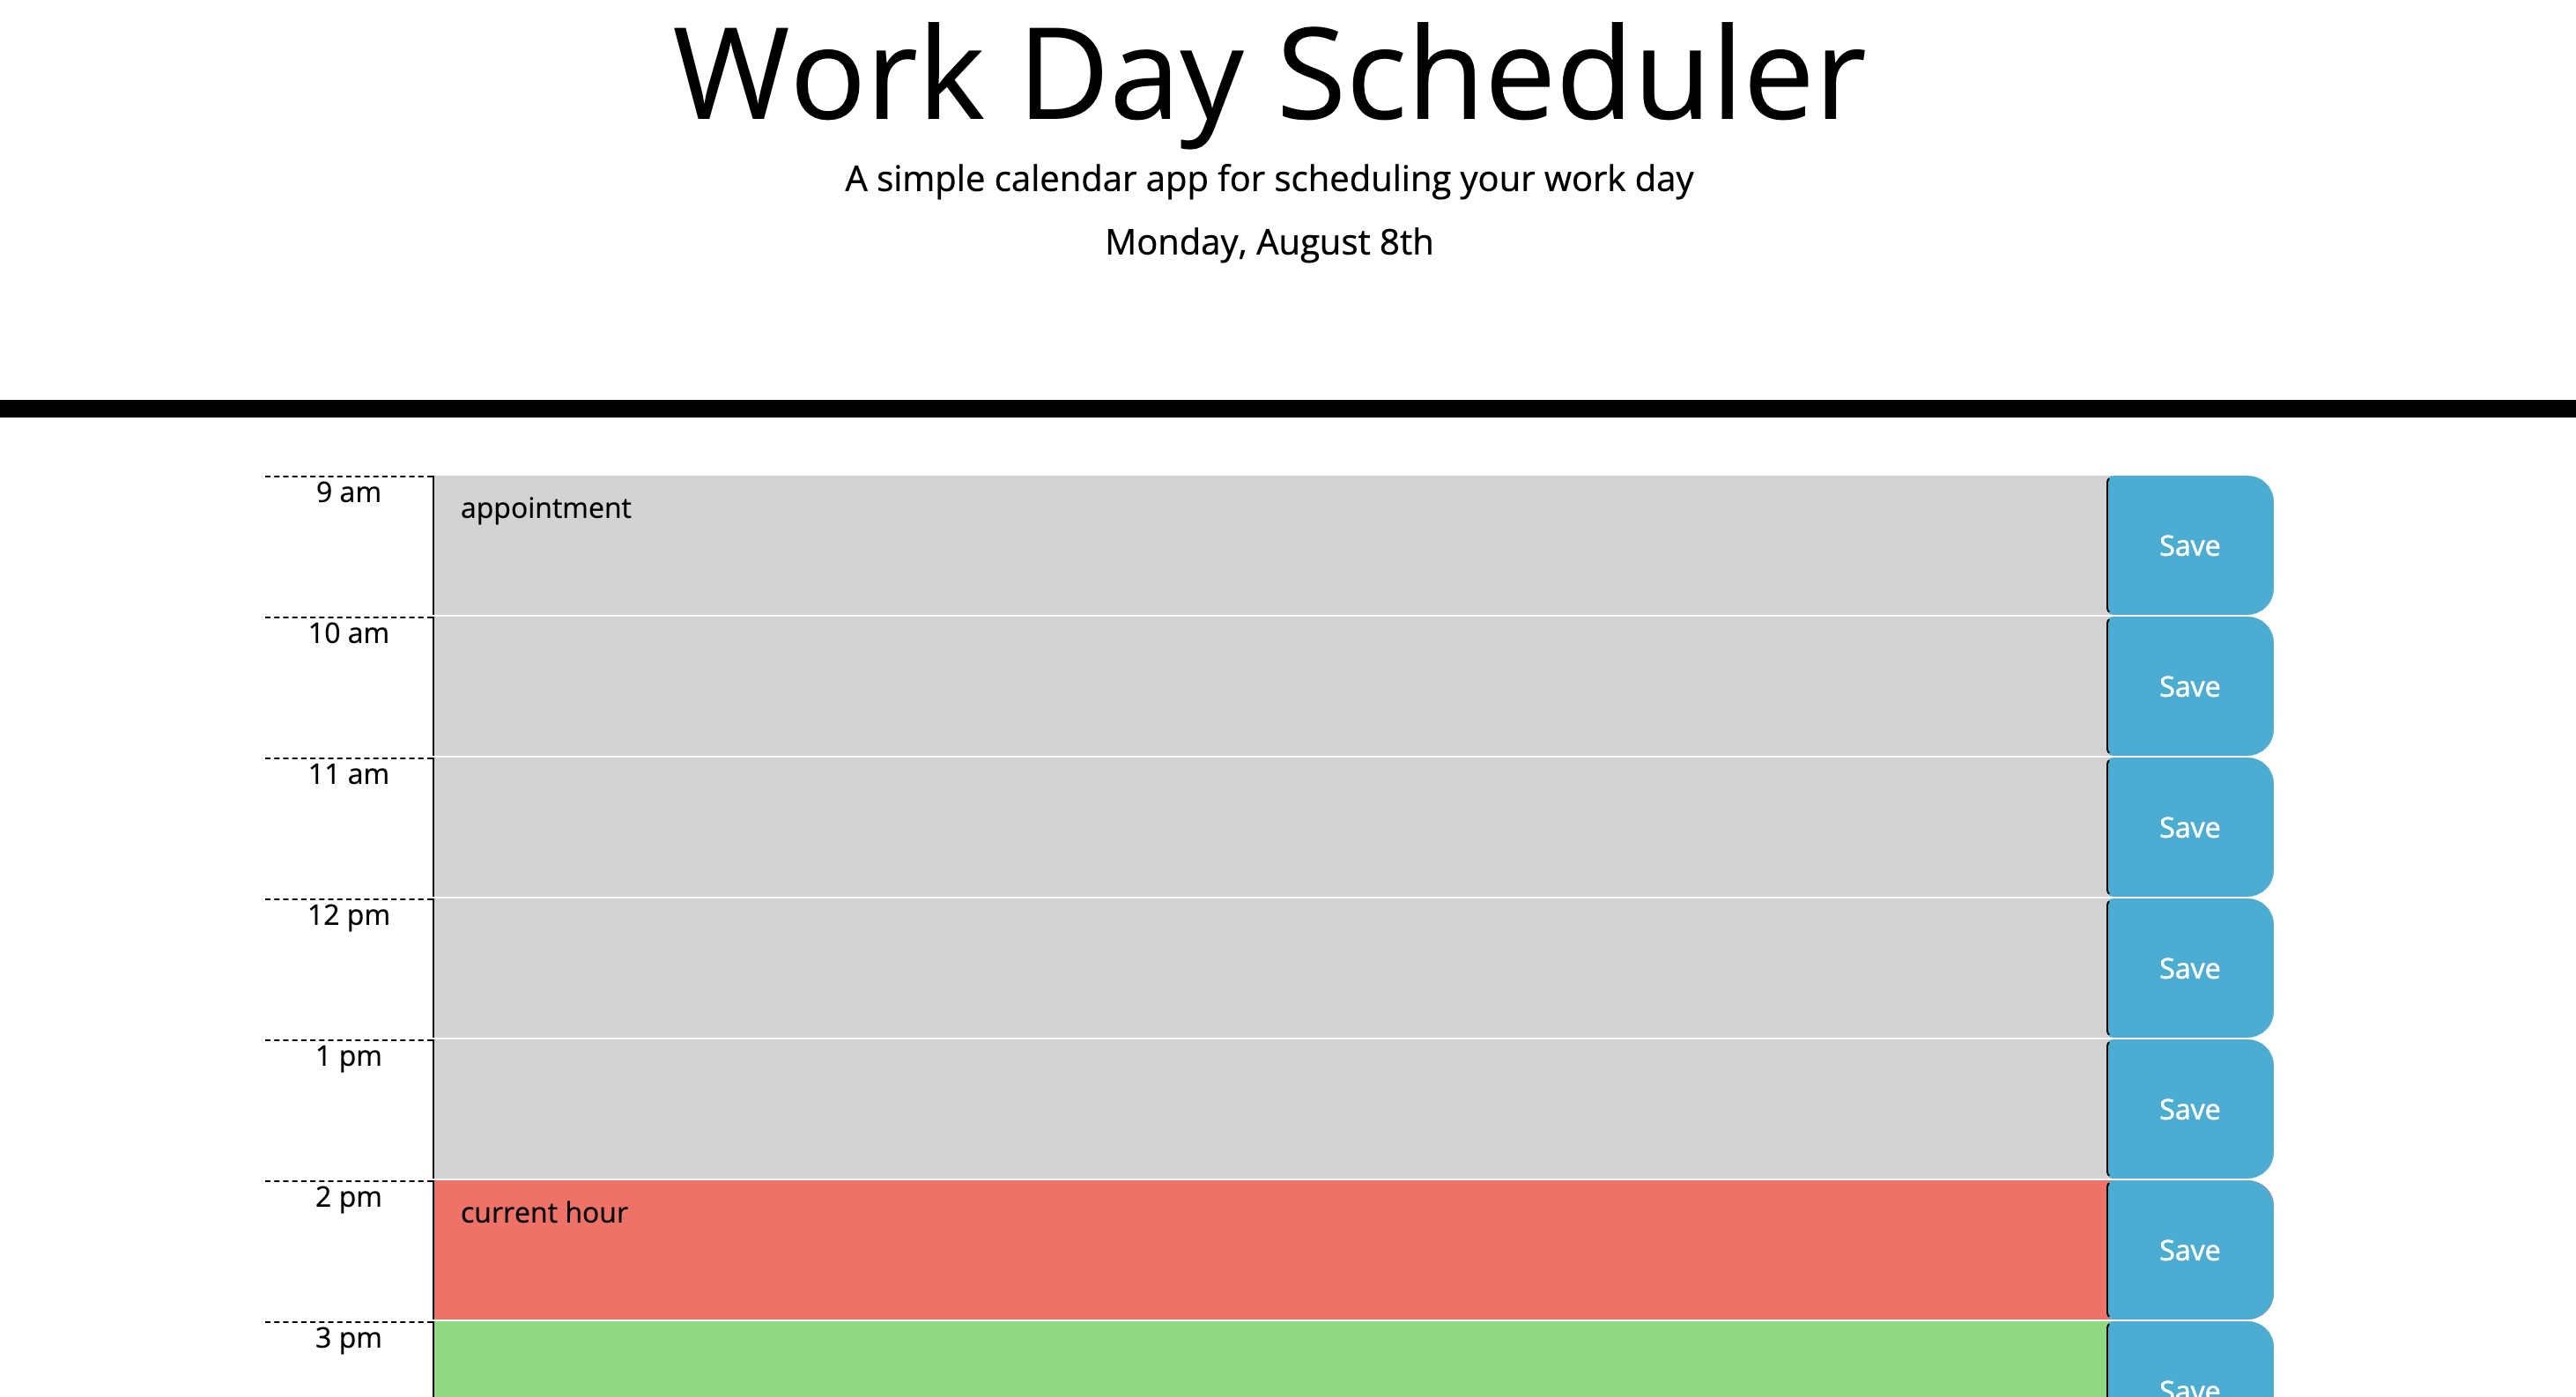 Work Day Scheduler
A simple calendar app for scheduling your work day
Monday, August 8th
9 am
appointment
Save
10 am
Save
11 am
Save
12 pm
Save
1 pm
Save
2 pm
current hour
Save
3 pm
Save